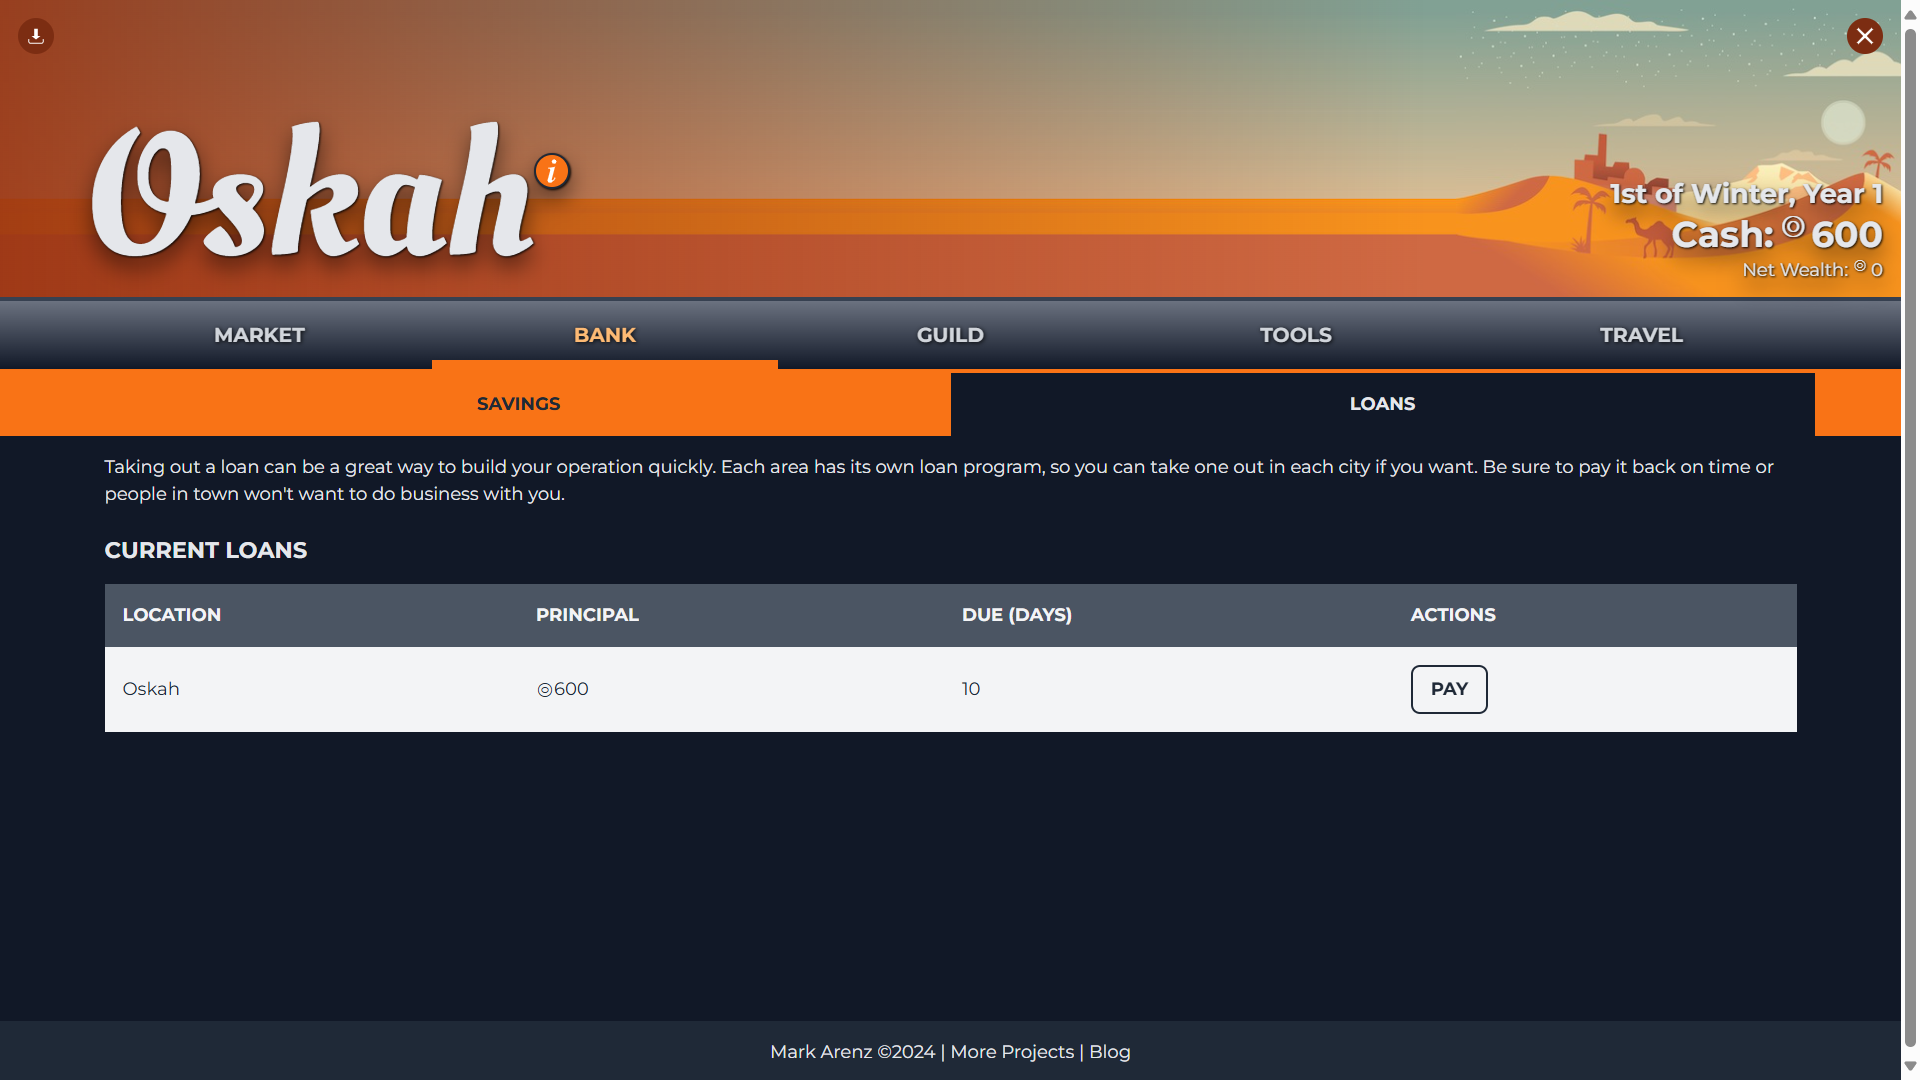 Oskah
i
1st of Winter, Year 1
Cash: ◎600
Net Wealth: ◎0
MARKET
BANK
GUILD
TOOLS
TRAVEL
SAVINGS
LOANS
Taking out a loan can be a great way to build your operation quickly. Each area has its own loan program, so you can take one out in each city if you want. Be sure to pay it back on time or
people in town won't want to do business with you.
CURRENT LOANS
LOCATION PRINCIPAL DUE (DAYS) ACTIONS
Oskah ◎600 10 PAY
Mark Arenz ©2024 | More Projects | Blog